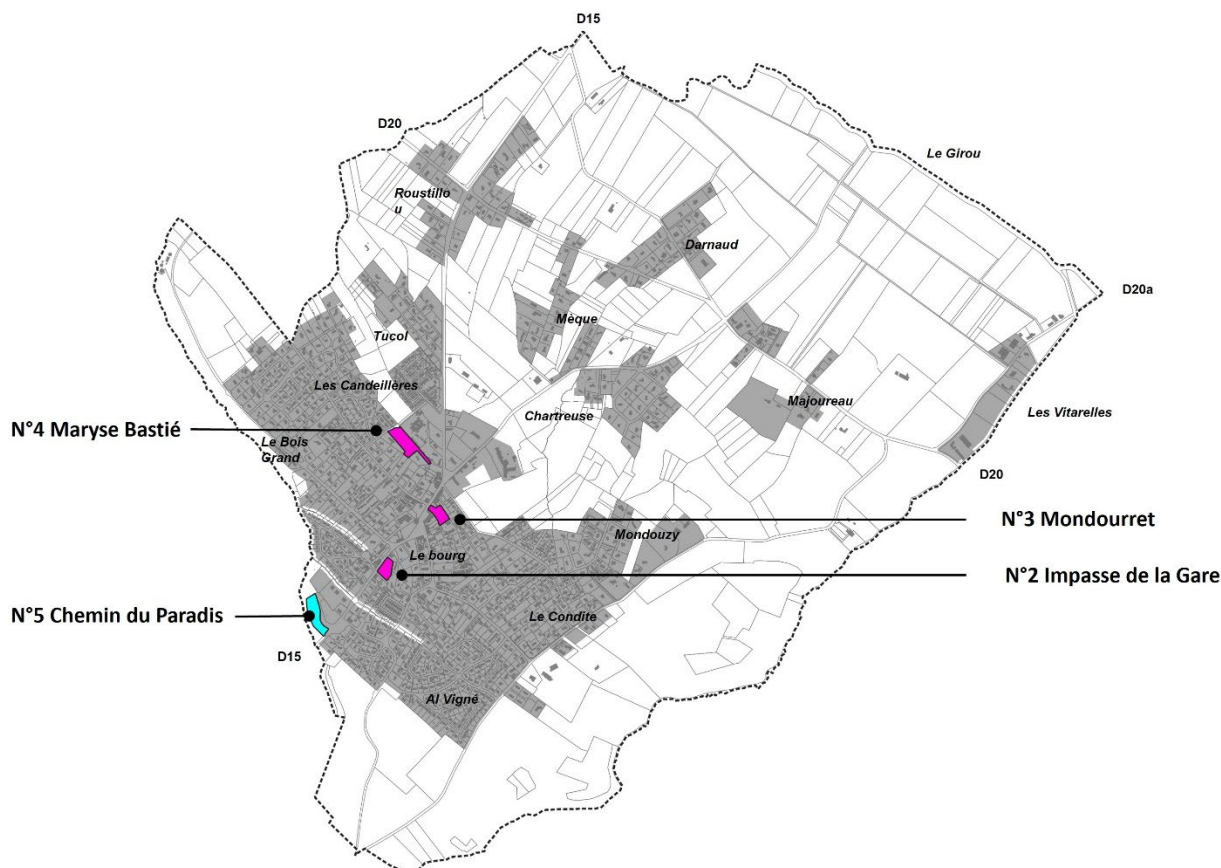 D15
D20
Le Girou
Roustillo
u
Darnaud
D20a
Mèque
Tucol
Les Candeillères
Majoureau
Chartreuse
Les Vitarelles
N°4 Maryse Bastié
Le Bois
Grand
D20
N°3 Mondourret
Mondouzy
Le bourg
N°2 Impasse de la Gare
N°5 Chemin du Paradis
Le Condite
D15
Al Vigné